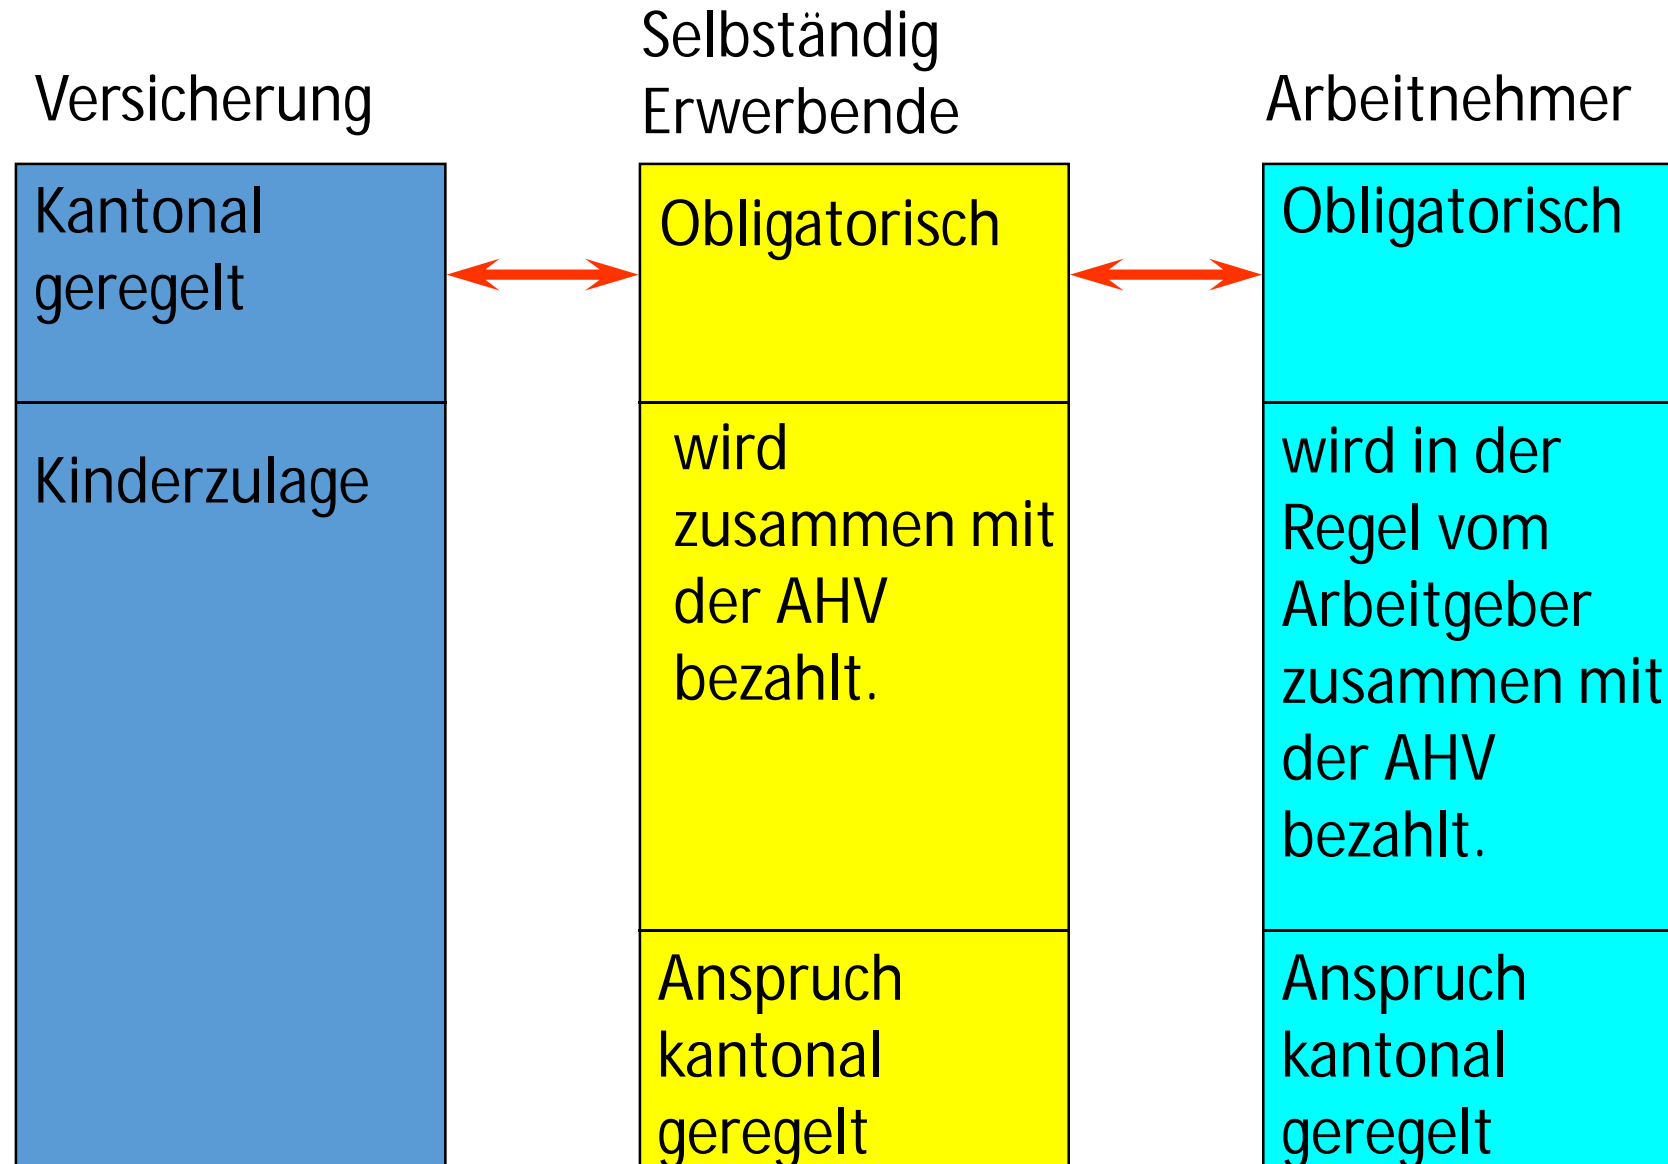 Versicherung
Selbständig
Erwerbende
Arbeitnehmer
Kantonal
geregelt
Obligatorisch
Obligatorisch
Kinderzulage
wird
zusammen mit
der AHV
bezahlt.
wird in der
Regel vom
Arbeitgeber
zusammen mit
der AHV
bezahlt.
Anspruch
kantonal
geregelt
Anspruch
kantonal
geregelt